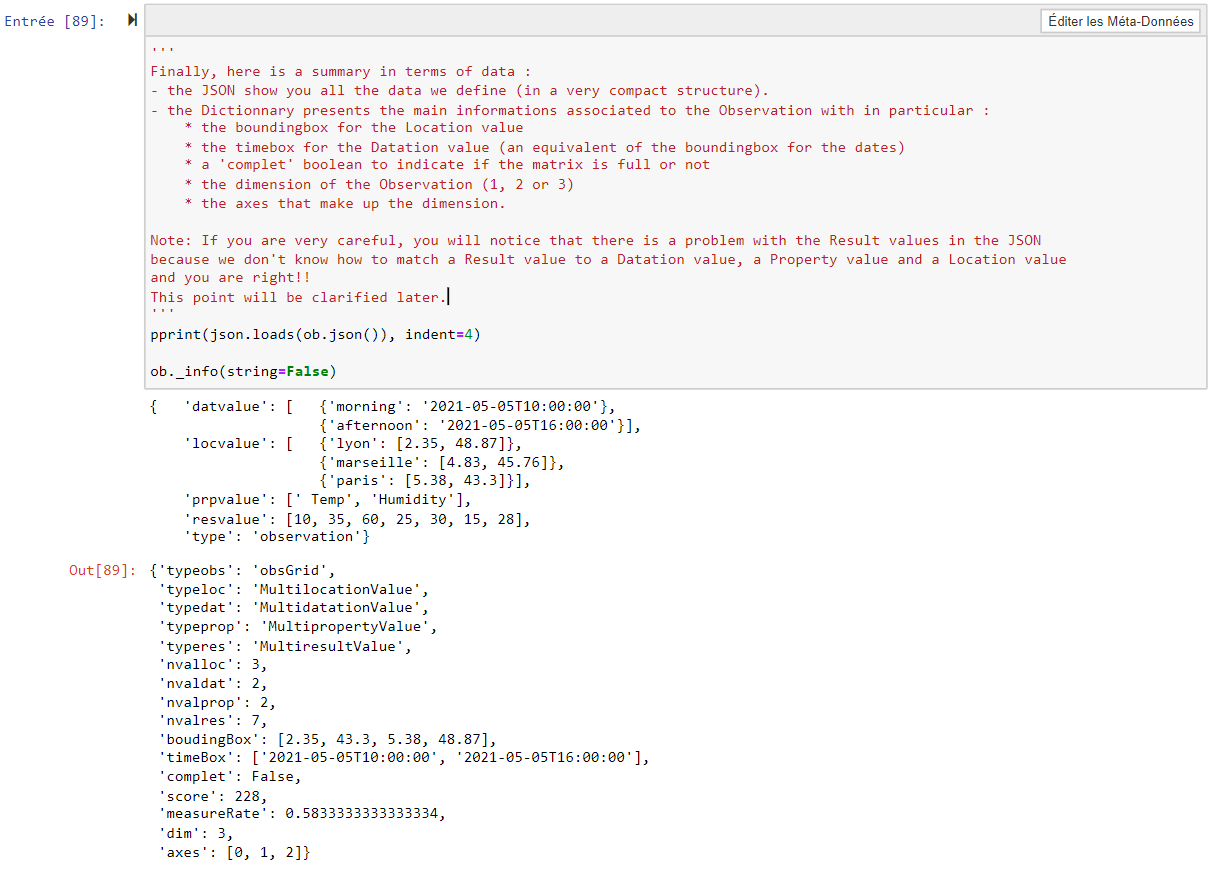 Entrée [89]:
Éditer les Méta-Données
'''
Finally, here is a summary in terms of data :
- the JSON show you all the data we define (in a very compact structure).
- the Dictionnary presents the main informations associated to the Observation with in particular :
    * the boundingbox for the Location value
    * the timebox for the Datation value (an equivalent of the boundingbox for the dates)
    * a 'complet' boolean to indicate if the matrix is full or not
    * the dimension of the Observation (1, 2 or 3)
    * the axes that make up the dimension.

Note: If you are very careful, you will notice that there is a problem with the Result values in the JSON
because we don't know how to match a Result value to a Datation value, a Property value and a Location value
and you are right!!
This point will be clarified later.
'''
pprint(json.loads(ob.json()), indent=4)

ob._info(string=False)
{   'datvalue': [   {'morning': '2021-05-05T10:00:00'},
                    {'afternoon': '2021-05-05T16:00:00'}],
    'locvalue': [   {'lyon': [2.35, 48.87]},
                    {'marseille': [4.83, 45.76]},
                    {'paris': [5.38, 43.3]}],
    'prpvalue': [' Temp', 'Humidity'],
    'resvalue': [10, 35, 60, 25, 30, 15, 28],
    'type': 'observation'}
Out[89]: {'typeobs': 'obsGrid',
 'typeloc': 'MultilocationValue',
 'typedat': 'MultidatationValue',
 'typeprop': 'MultipropertyValue',
 'typeres': 'MultiresultValue',
 'nvalloc': 3,
 'nvaldat': 2,
 'nvalprop': 2,
 'nvalres': 7,
 'boudingBox': [2.35, 43.3, 5.38, 48.87],
 'timeBox': ['2021-05-05T10:00:00', '2021-05-05T16:00:00'],
 'complet': False,
 'score': 228,
 'measureRate': 0.5833333333333334,
 'dim': 3,
 'axes': [0, 1, 2]}